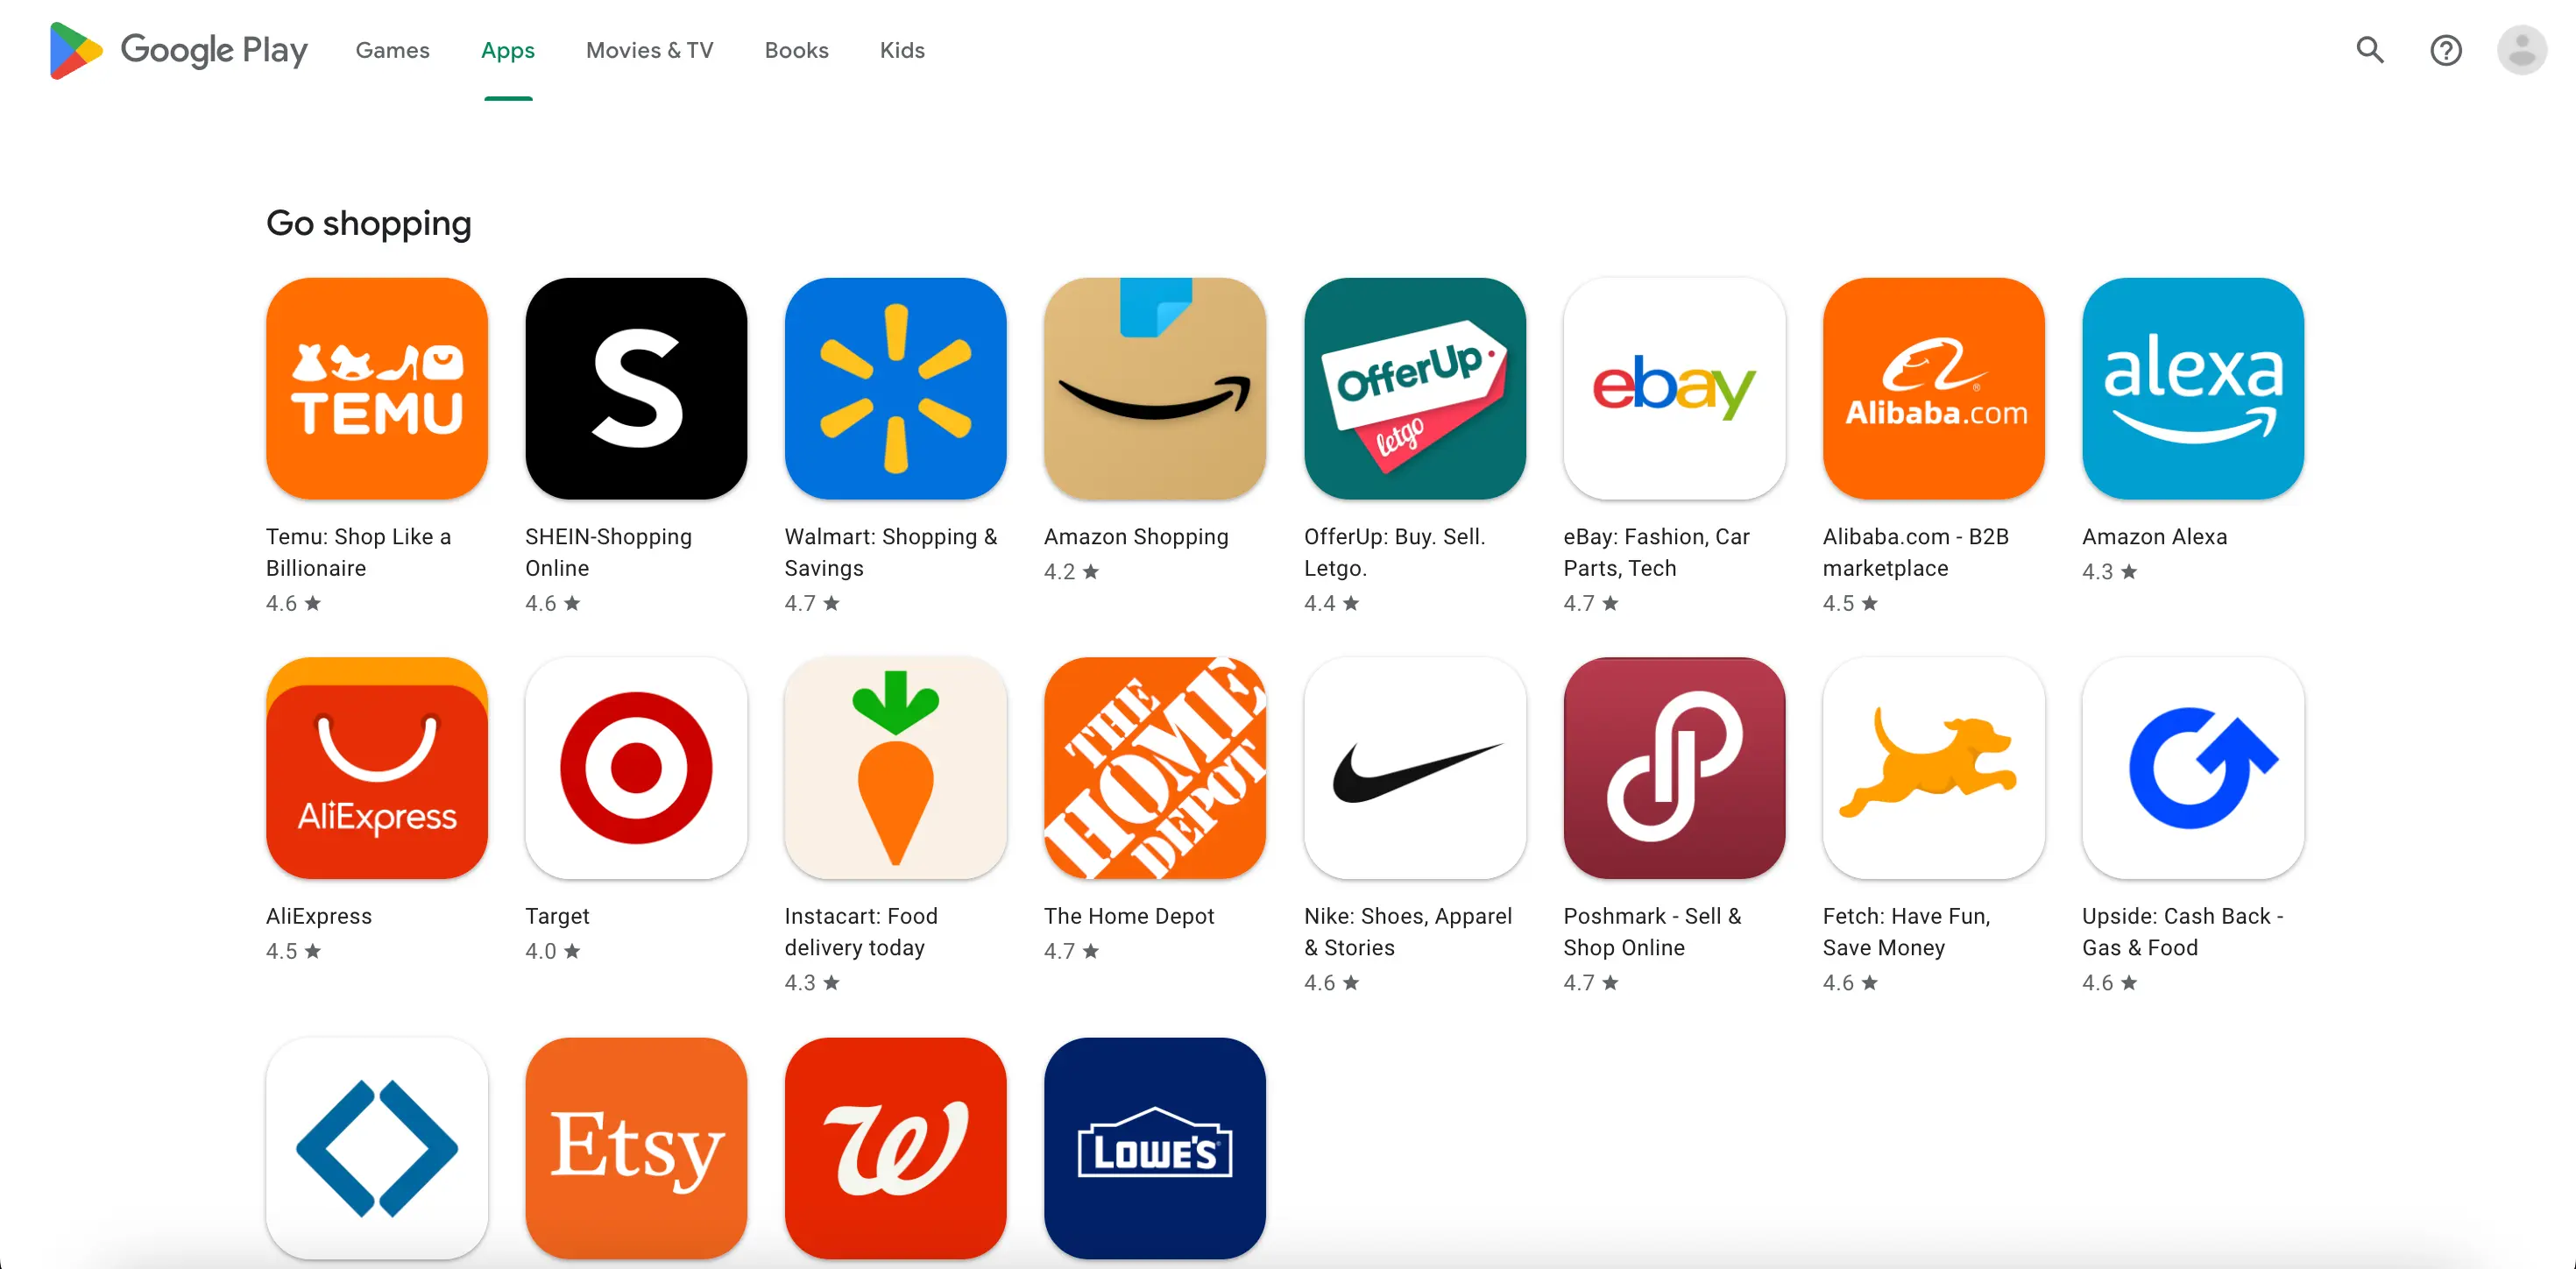 Google Play Games Apps Movies & TV Books Kids
Go shopping
TEMU
S
OfferUp
letgo
ebay
Alibaba.com
alexa
Temu: Shop Like a
Billionaire
4.6 ★
SHEIN-Shopping
Online
4.6 ★
Walmart: Shopping &
Savings
4.7 ★
Amazon Shopping
4.2 ★
OfferUp: Buy. Sell.
Letgo.
4.4 ★
eBay: Fashion, Car
Parts, Tech
4.7 ★
Alibaba.com - B2B
marketplace
4.5 ★
Amazon Alexa
4.3 ★
AliExpress
THE
HOME
DEPOT
AliExpress
4.5 ★
Target
4.0 ★
Instacart: Food
delivery today
4.3 ★
The Home Depot
4.7 ★
Nike: Shoes, Apparel
& Stories
4.6 ★
Poshmark - Sell &
Shop Online
4.7 ★
Fetch: Have Fun,
Save Money
4.6 ★
Upside: Cash Back -
Gas & Food
4.6 ★
Etsy
W
LOWE'S